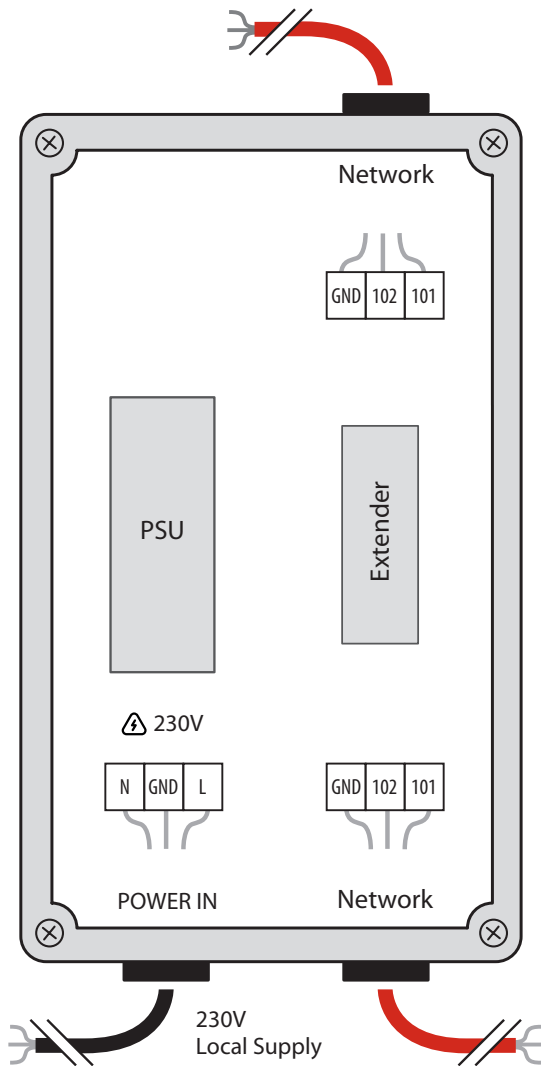 Network
GND 102 101
PSU
Extender
230V
N GND L
GND 102 101
POWER IN
Network
230V
Local Supply